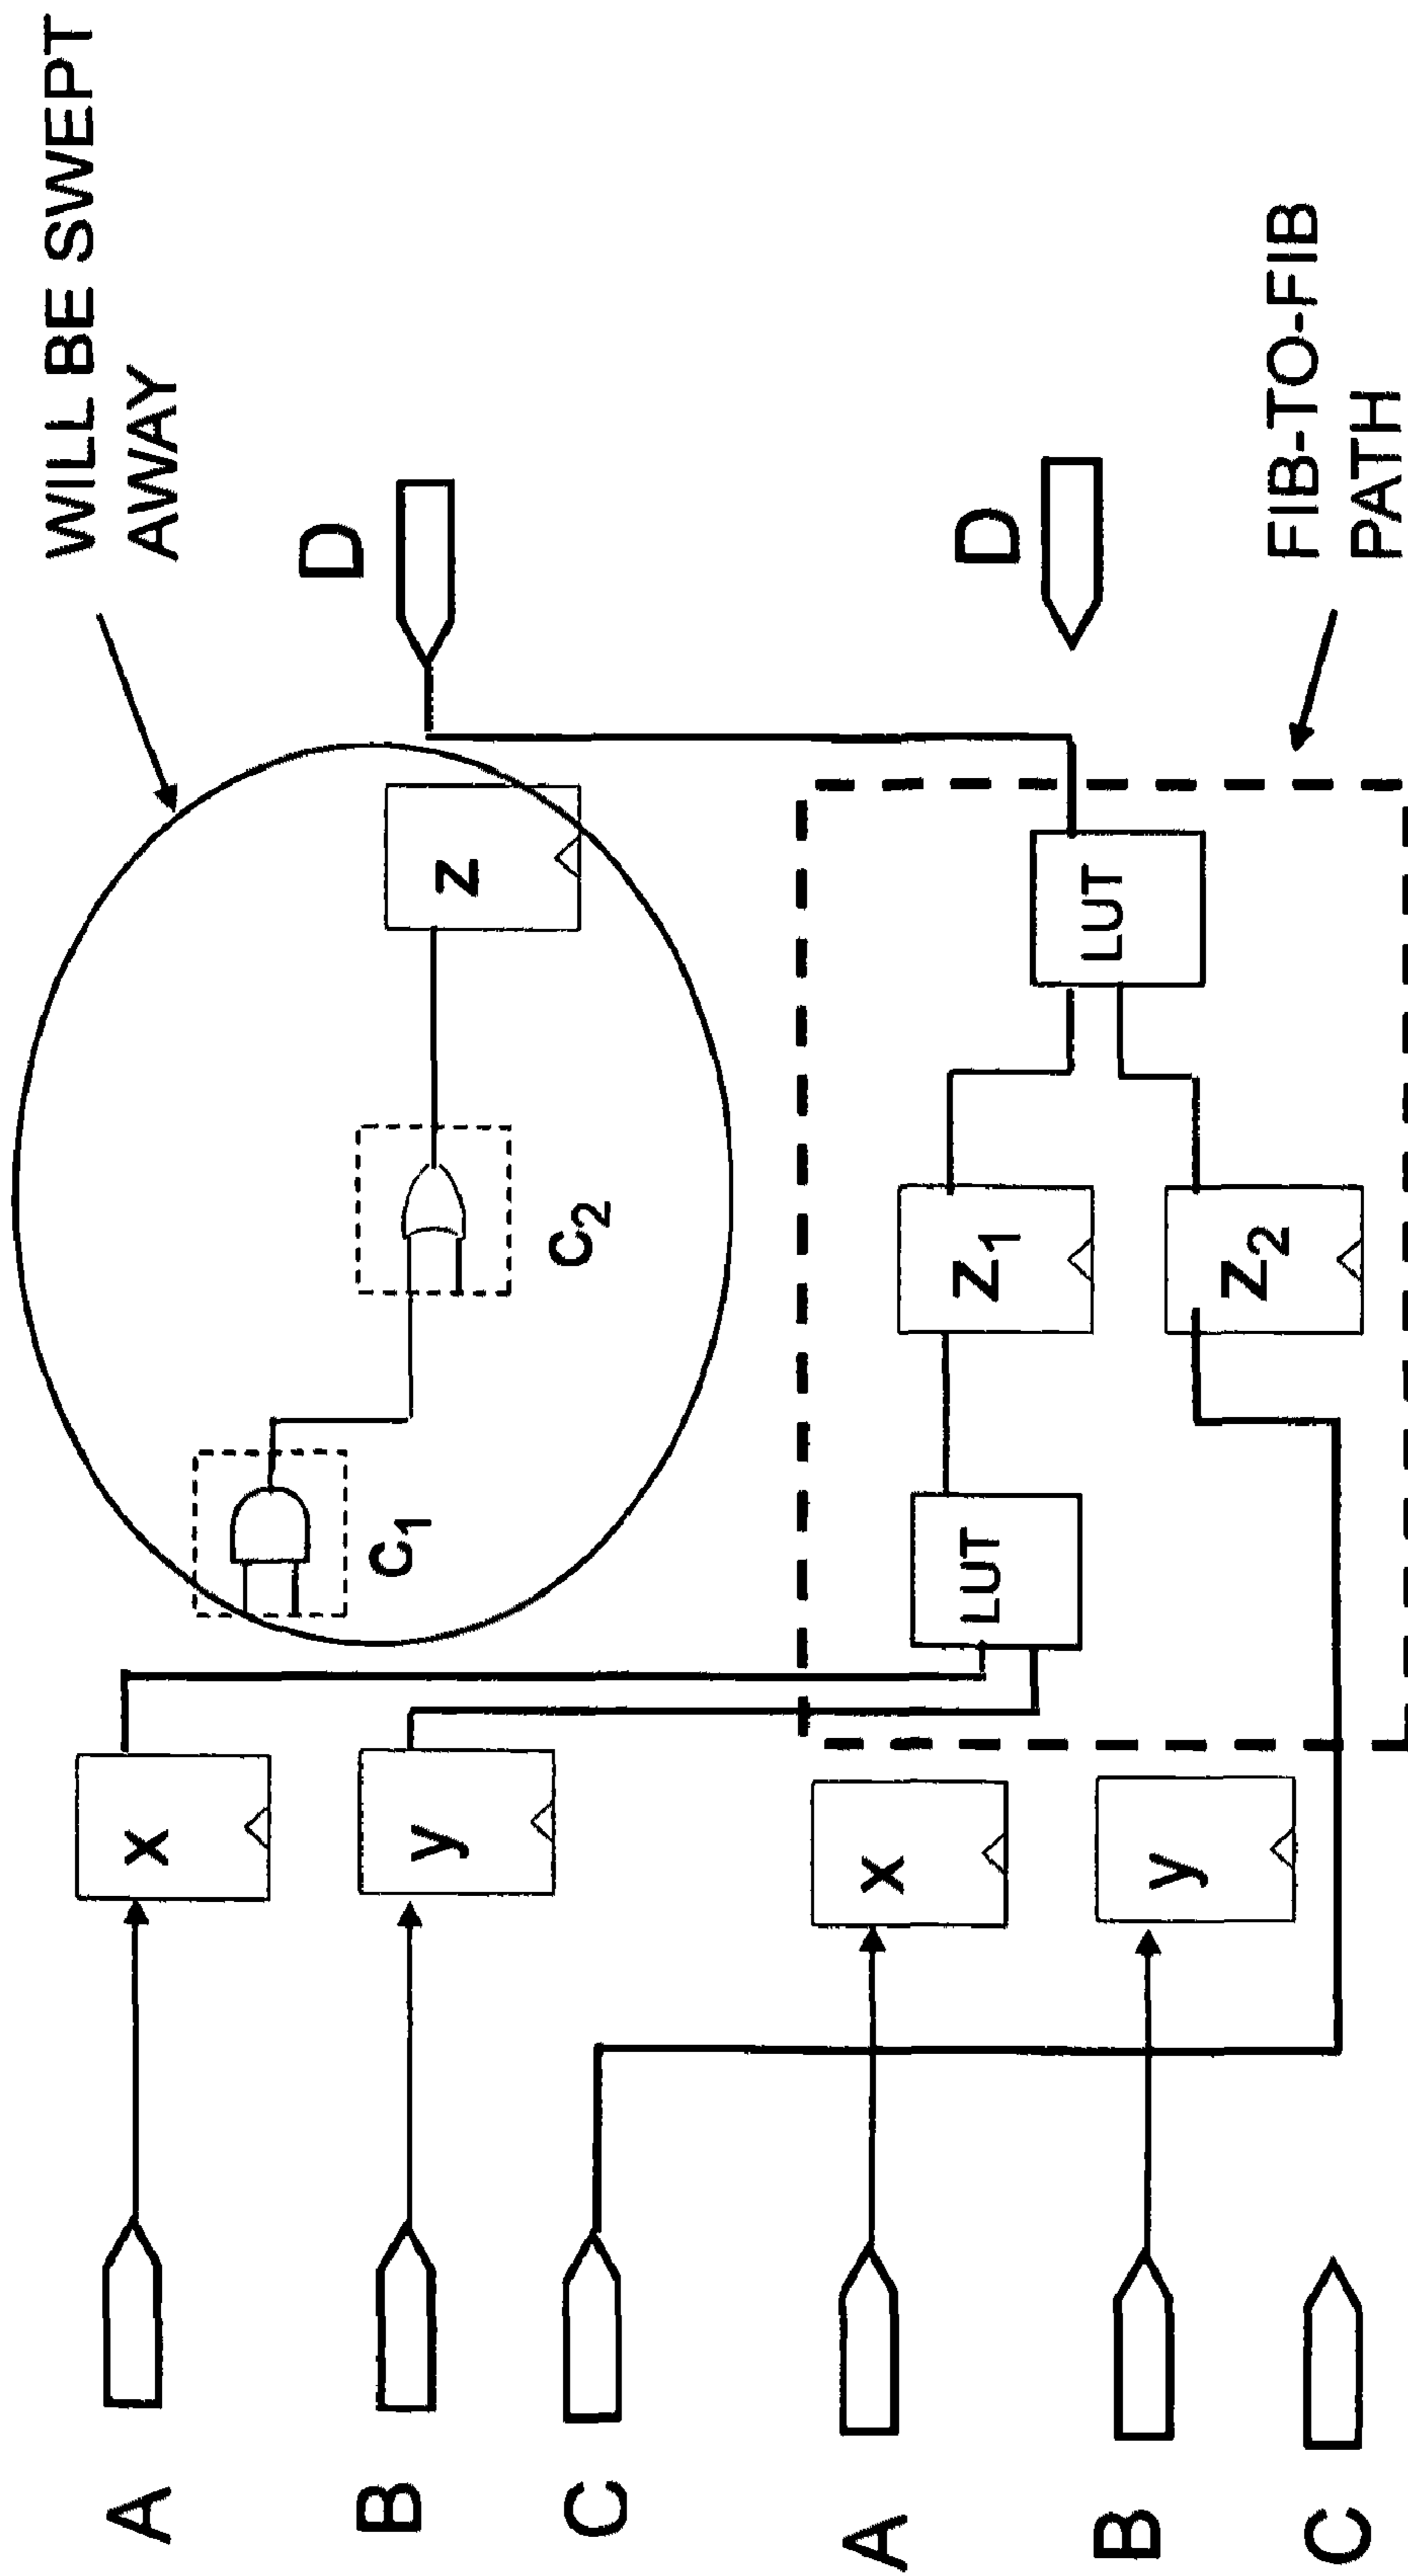 WILL BE SWEPT
AWAY
A
x
c1
c2
z
D
B
y
C
A
x
LUT
z1
LUT
D
B
y
z2
C
FIB-TO-FIB
PATH